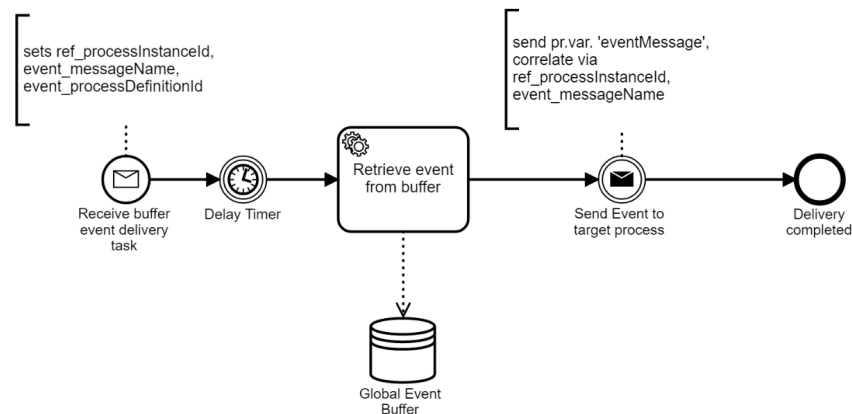 sets ref_processInstanceId,
event_messageName,
event_processDefinitionId
send pr.var. 'eventMessage',
correlate via
ref_processInstanceId,
event_messageName
Receive buffer
event delivery
task
Delay Timer
Retrieve event
from buffer
Send Event to
target process
Delivery
completed
Global Event
Buffer